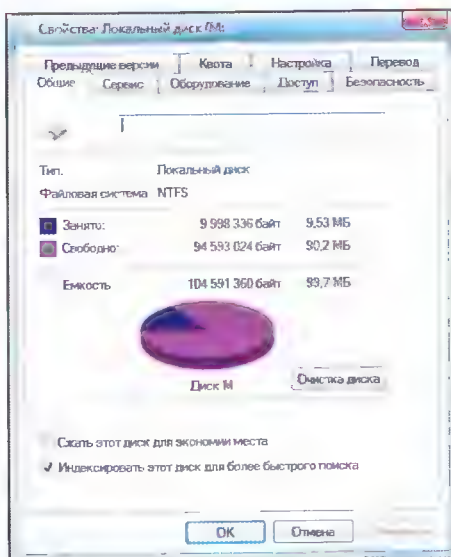 Свойства: Локальный диск (M:
Предыдущие версии Квота Настройка Перевод
Общие Сервис Оборудование Доступ Безопасность
Тип: Локальный диск
Файловая система NTFS
Занято: 9 998 336 байт 9,53 МБ
Свободно: 94 593 024 байт 90,2 МБ
Емкость 104 591 360 байт 99,7 МБ
Диск M
Очистка диска
Сжать этот диск для экономии места
Индексировать этот диск для более быстрого поиска
OK Отмена